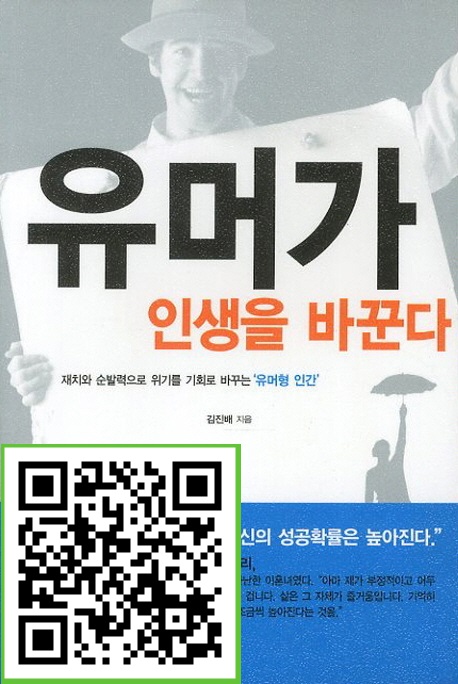 유머가
인생을 바꾼다
재치와 순발력으로 위기를 기회로 바꾸는 '유머형 인간'
김진배 지음
신의 성공확률은 높아진다."
리,
난한 이혼녀였다. "아마 제가 부정적이고 어두
겁니다. 삶은 그 자체가 즐거움입니다. 기억하
조금씩 높아진다는 것을."